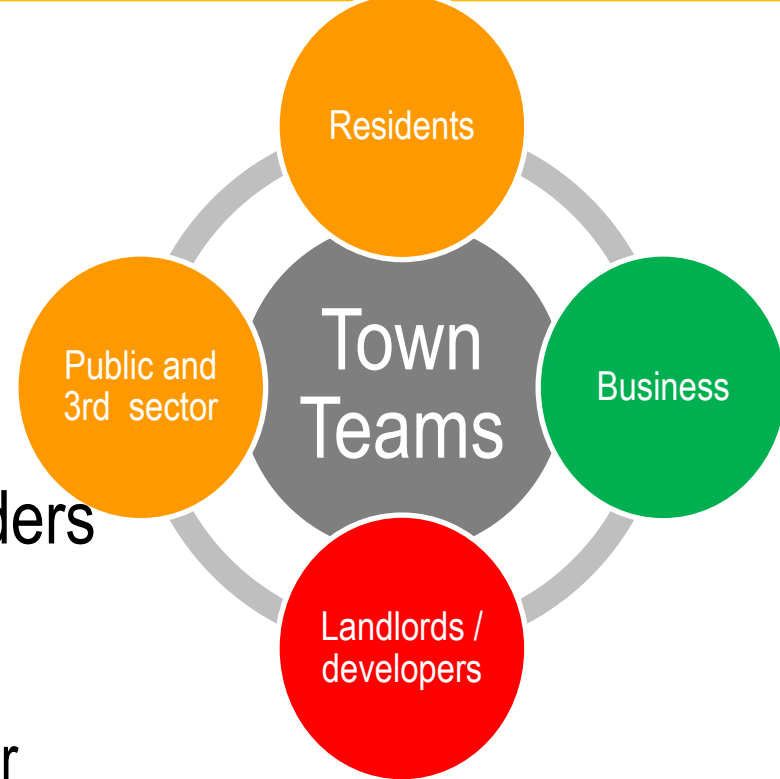 Residents
Town
Teams
Public and
3rd sector
Business
ders
Landlords /
developers
r